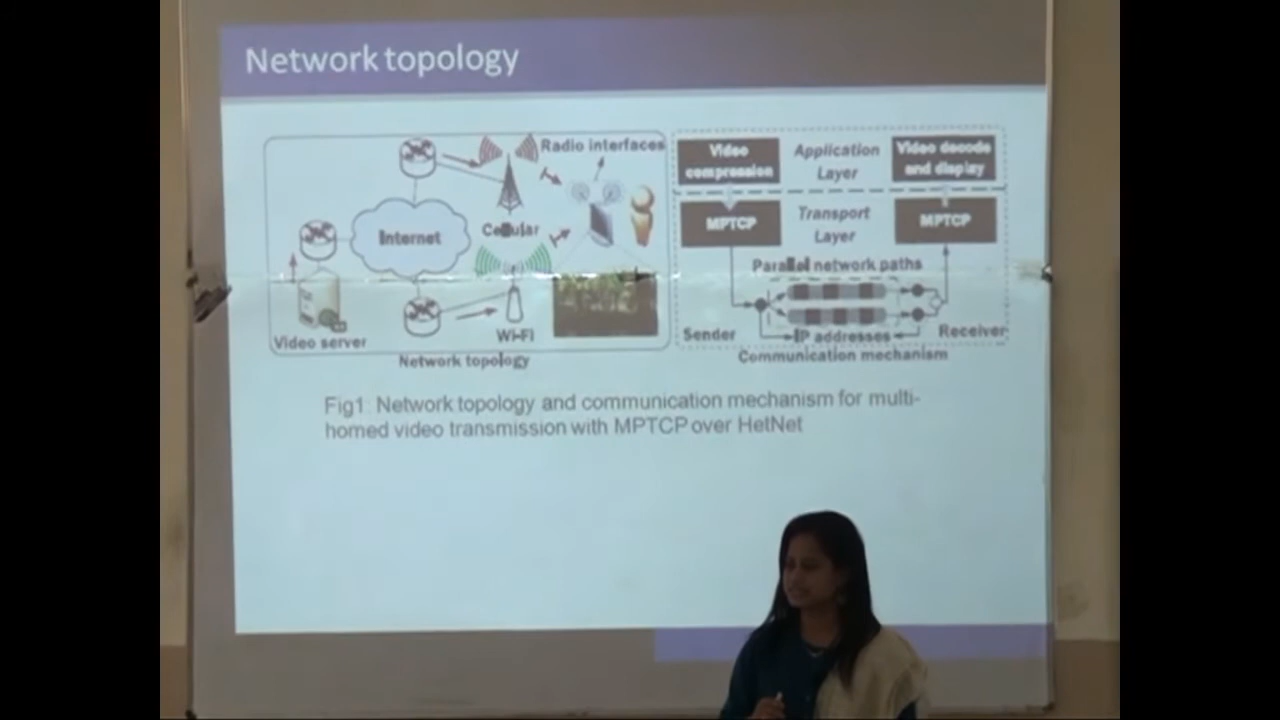 Network topology
Radio interfaces
Cellular
Internet
Video server
Wi-Fi
Network topology
Video
compression
Application
Layer
Video decode
and display
MPTCP
Transport
Layer
MPTCP
Parallel network paths
Sender
IP addresses
Receiver
Communication mechanism
Fig1: Network topology and communication mechanism for multi-
homed video transmission with MPTCP over HetNet